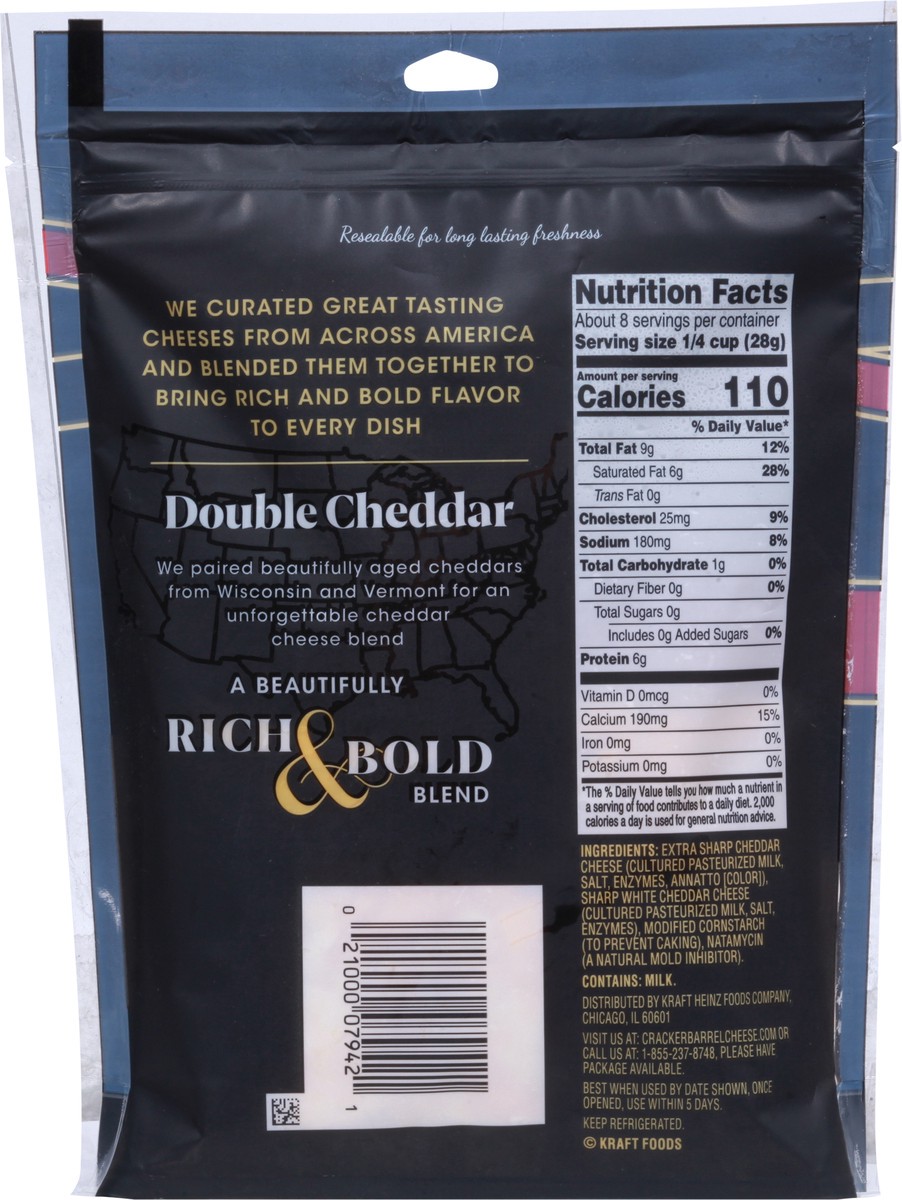 Resealable for long lasting freshness
WE CURATED GREAT TASTING
CHEESES FROM ACROSS AMERICA
AND BLENDED THEM TOGETHER TO
BRING RICH AND BOLD FLAVOR
TO EVERY DISH
Double Cheddar
We paired beautifully aged cheddars
from Wisconsin and Vermont for an
unforgettable cheddar
cheese blend
A BEAUTIFULLY
RICH & BOLD
BLEND
0 21000 07942 1
Nutrition Facts
About 8 servings per container
Serving size 1/4 cup (28g)
Amount per serving
Calories 110
% Daily Value*
Total Fat 9g 12%
Saturated Fat 6g 28%
Trans Fat 0g
Cholesterol 25mg 9%
Sodium 180mg 8%
Total Carbohydrate 1g 0%
Dietary Fiber 0g 0%
Total Sugars 0g
Includes 0g Added Sugars 0%
Protein 6g
Vitamin D 0mcg 0%
Calcium 190mg 15%
Iron 0mg 0%
Potassium 0mg 0%
*The % Daily Value tells you how much a nutrient in
a serving of food contributes to a daily diet. 2,000
calories a day is used for general nutrition advice.
INGREDIENTS: EXTRA SHARP CHEDDAR
CHEESE (CULTURED PASTEURIZED MILK,
SALT, ENZYMES, ANNATTO [COLOR]),
SHARP WHITE CHEDDAR CHEESE
(CULTURED PASTEURIZED MILK, SALT,
ENZYMES), MODIFIED CORNSTARCH
(TO PREVENT CAKING), NATAMYCIN
(A NATURAL MOLD INHIBITOR).
CONTAINS: MILK.
DISTRIBUTED BY KRAFT HEINZ FOODS COMPANY,
CHICAGO, IL 60601
VISIT US AT: CRACKERBARRELCHEESE.COM OR
CALL US AT: 1-855-237-8748, PLEASE HAVE
PACKAGE AVAILABLE.
BEST WHEN USED BY DATE SHOWN, ONCE
OPENED, USE WITHIN 5 DAYS.
KEEP REFRIGERATED.
© KRAFT FOODS